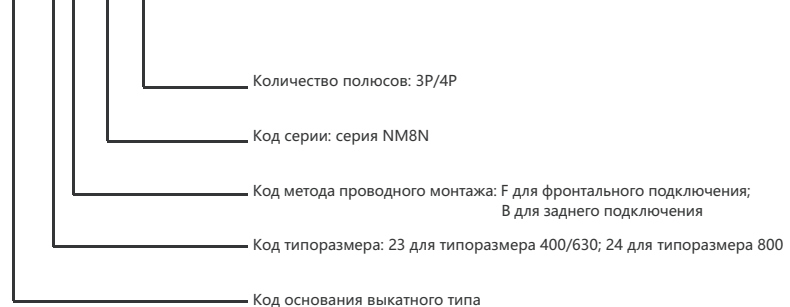 Количество полюсов: 3P/4P
Код серии: серия NM8N
Код метода проводного монтажа: F для фронтального подключения;
B для заднего подключения
Код типоразмера: 23 для типоразмера 400/630; 24 для типоразмера 800
Код основания выкатного типа